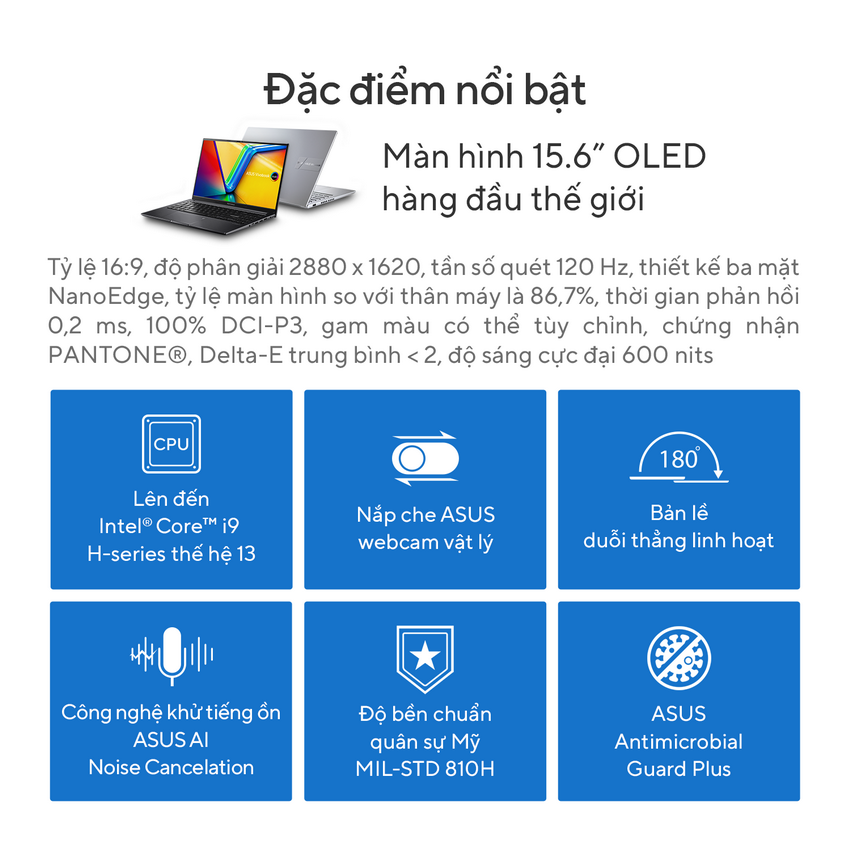 Đặc điểm nổi bật
Màn hình 15.6” OLED
hàng đầu thế giới
Tỷ lệ 16:9, độ phân giải 2880 x 1620, tần số quét 120 Hz, thiết kế ba mặt
NanoEdge, tỷ lệ màn hình so với thân máy là 86,7%, thời gian phản hồi
0,2 ms, 100% DCI-P3, gam màu có thể tùy chỉnh, chứng nhận
PANTONE®, Delta-E trung bình < 2, độ sáng cực đại 600 nits
CPU
Lên đến
Intel® Core™ i9
H-series thế hệ 13
Nắp che ASUS
webcam vật lý
180°
Bản lề
duỗi thẳng linh hoạt
Công nghệ khử tiếng ồn
ASUS AI
Noise Cancelation
Độ bền chuẩn
quân sự Mỹ
MIL-STD 810H
ASUS
Antimicrobial
Guard Plus